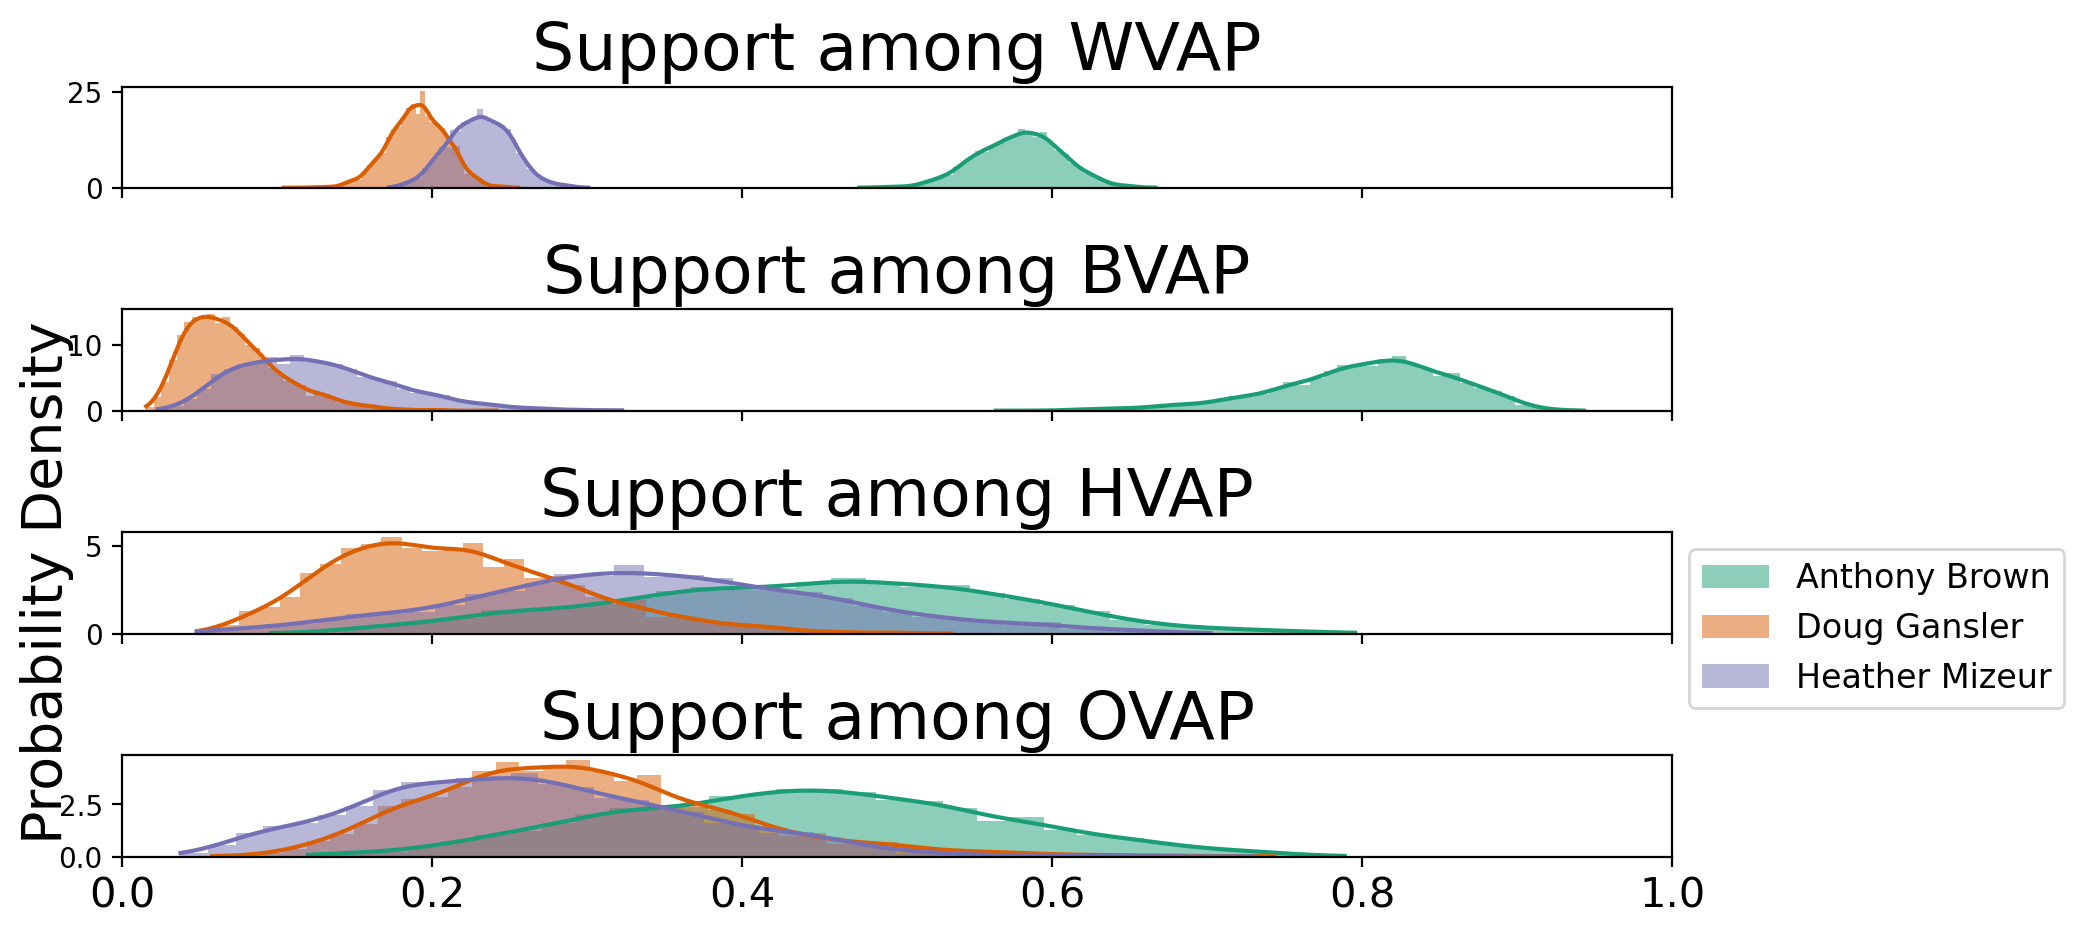 Support among WVAP
25
0
Support among BVAP
10
0
Support among HVAP
5
0
Support among OVAP
2.5
0.0
0.0 0.2 0.4 0.6 0.8 1.0
Probability Density
Anthony Brown
Doug Gansler
Heather Mizeur